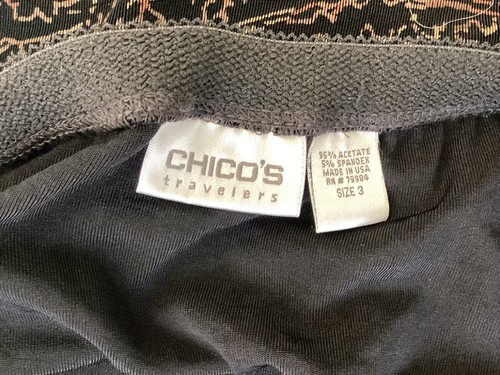 CHICO'S
travelers
95% ACETATE
5% SPANDEX
MADE IN USA
RN # 79984
SIZE 3